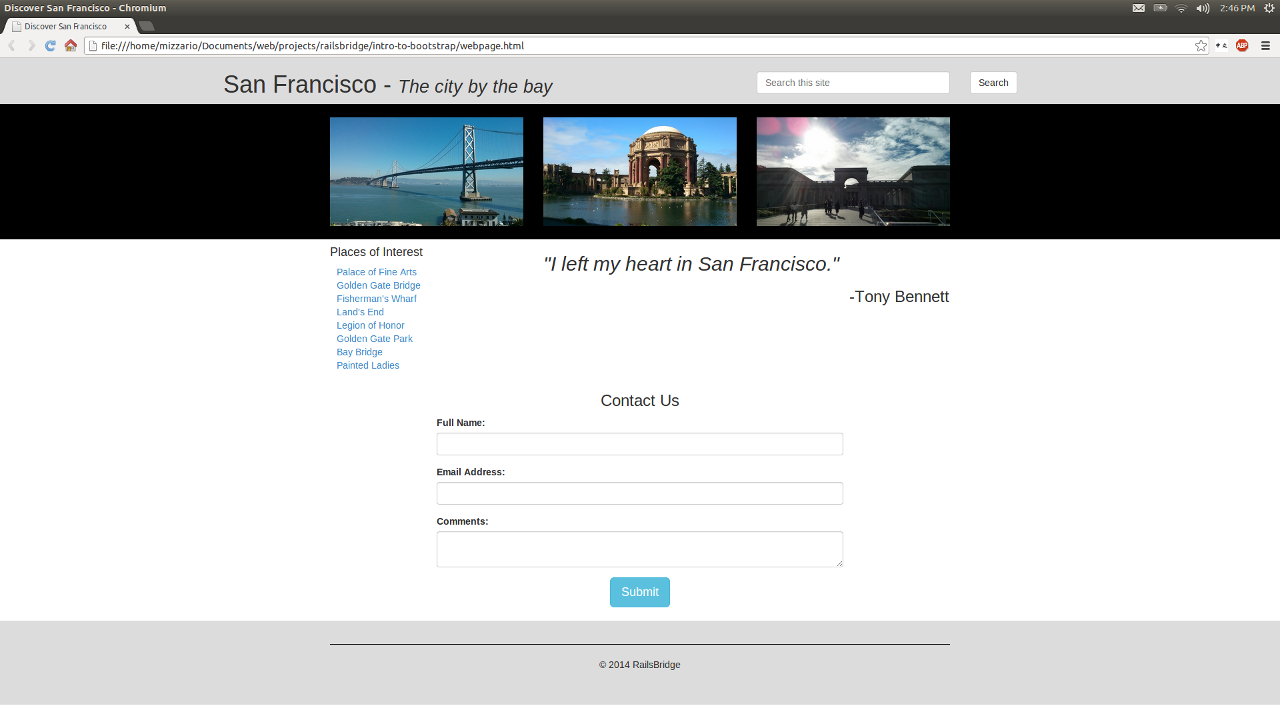 Discover San Francisco - Chromium
2:46 PM
Discover San Francisco
file:///home/mizzario/Documents/web/projects/railsbridge/intro-to-bootstrap/webpage.html
ABP
San Francisco - The city by the bay
Search this site
Search
Places of Interest
Palace of Fine Arts
Golden Gate Bridge
Fisherman's Wharf
Land's End
Legion of Honor
Golden Gate Park
Bay Bridge
Painted Ladies
"I left my heart in San Francisco."
-Tony Bennett
Contact Us
Full Name:
Email Address:
Comments:
Submit
© 2014 RailsBridge